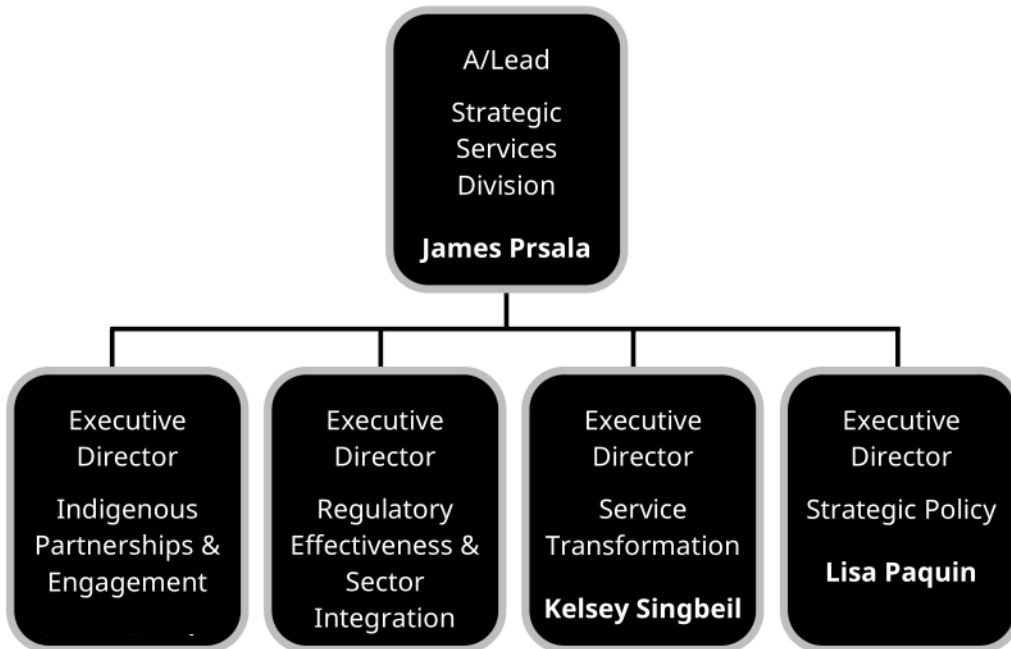 A/Lead
Strategic
Services
Division
James Prsala
Executive
Director
Indigenous
Partnerships &
Engagement
Executive
Director
Regulatory
Effectiveness &
Sector
Integration
Executive
Director
Service
Transformation
Kelsey Singbeil
Executive
Director
Strategic Policy
Lisa Paquin